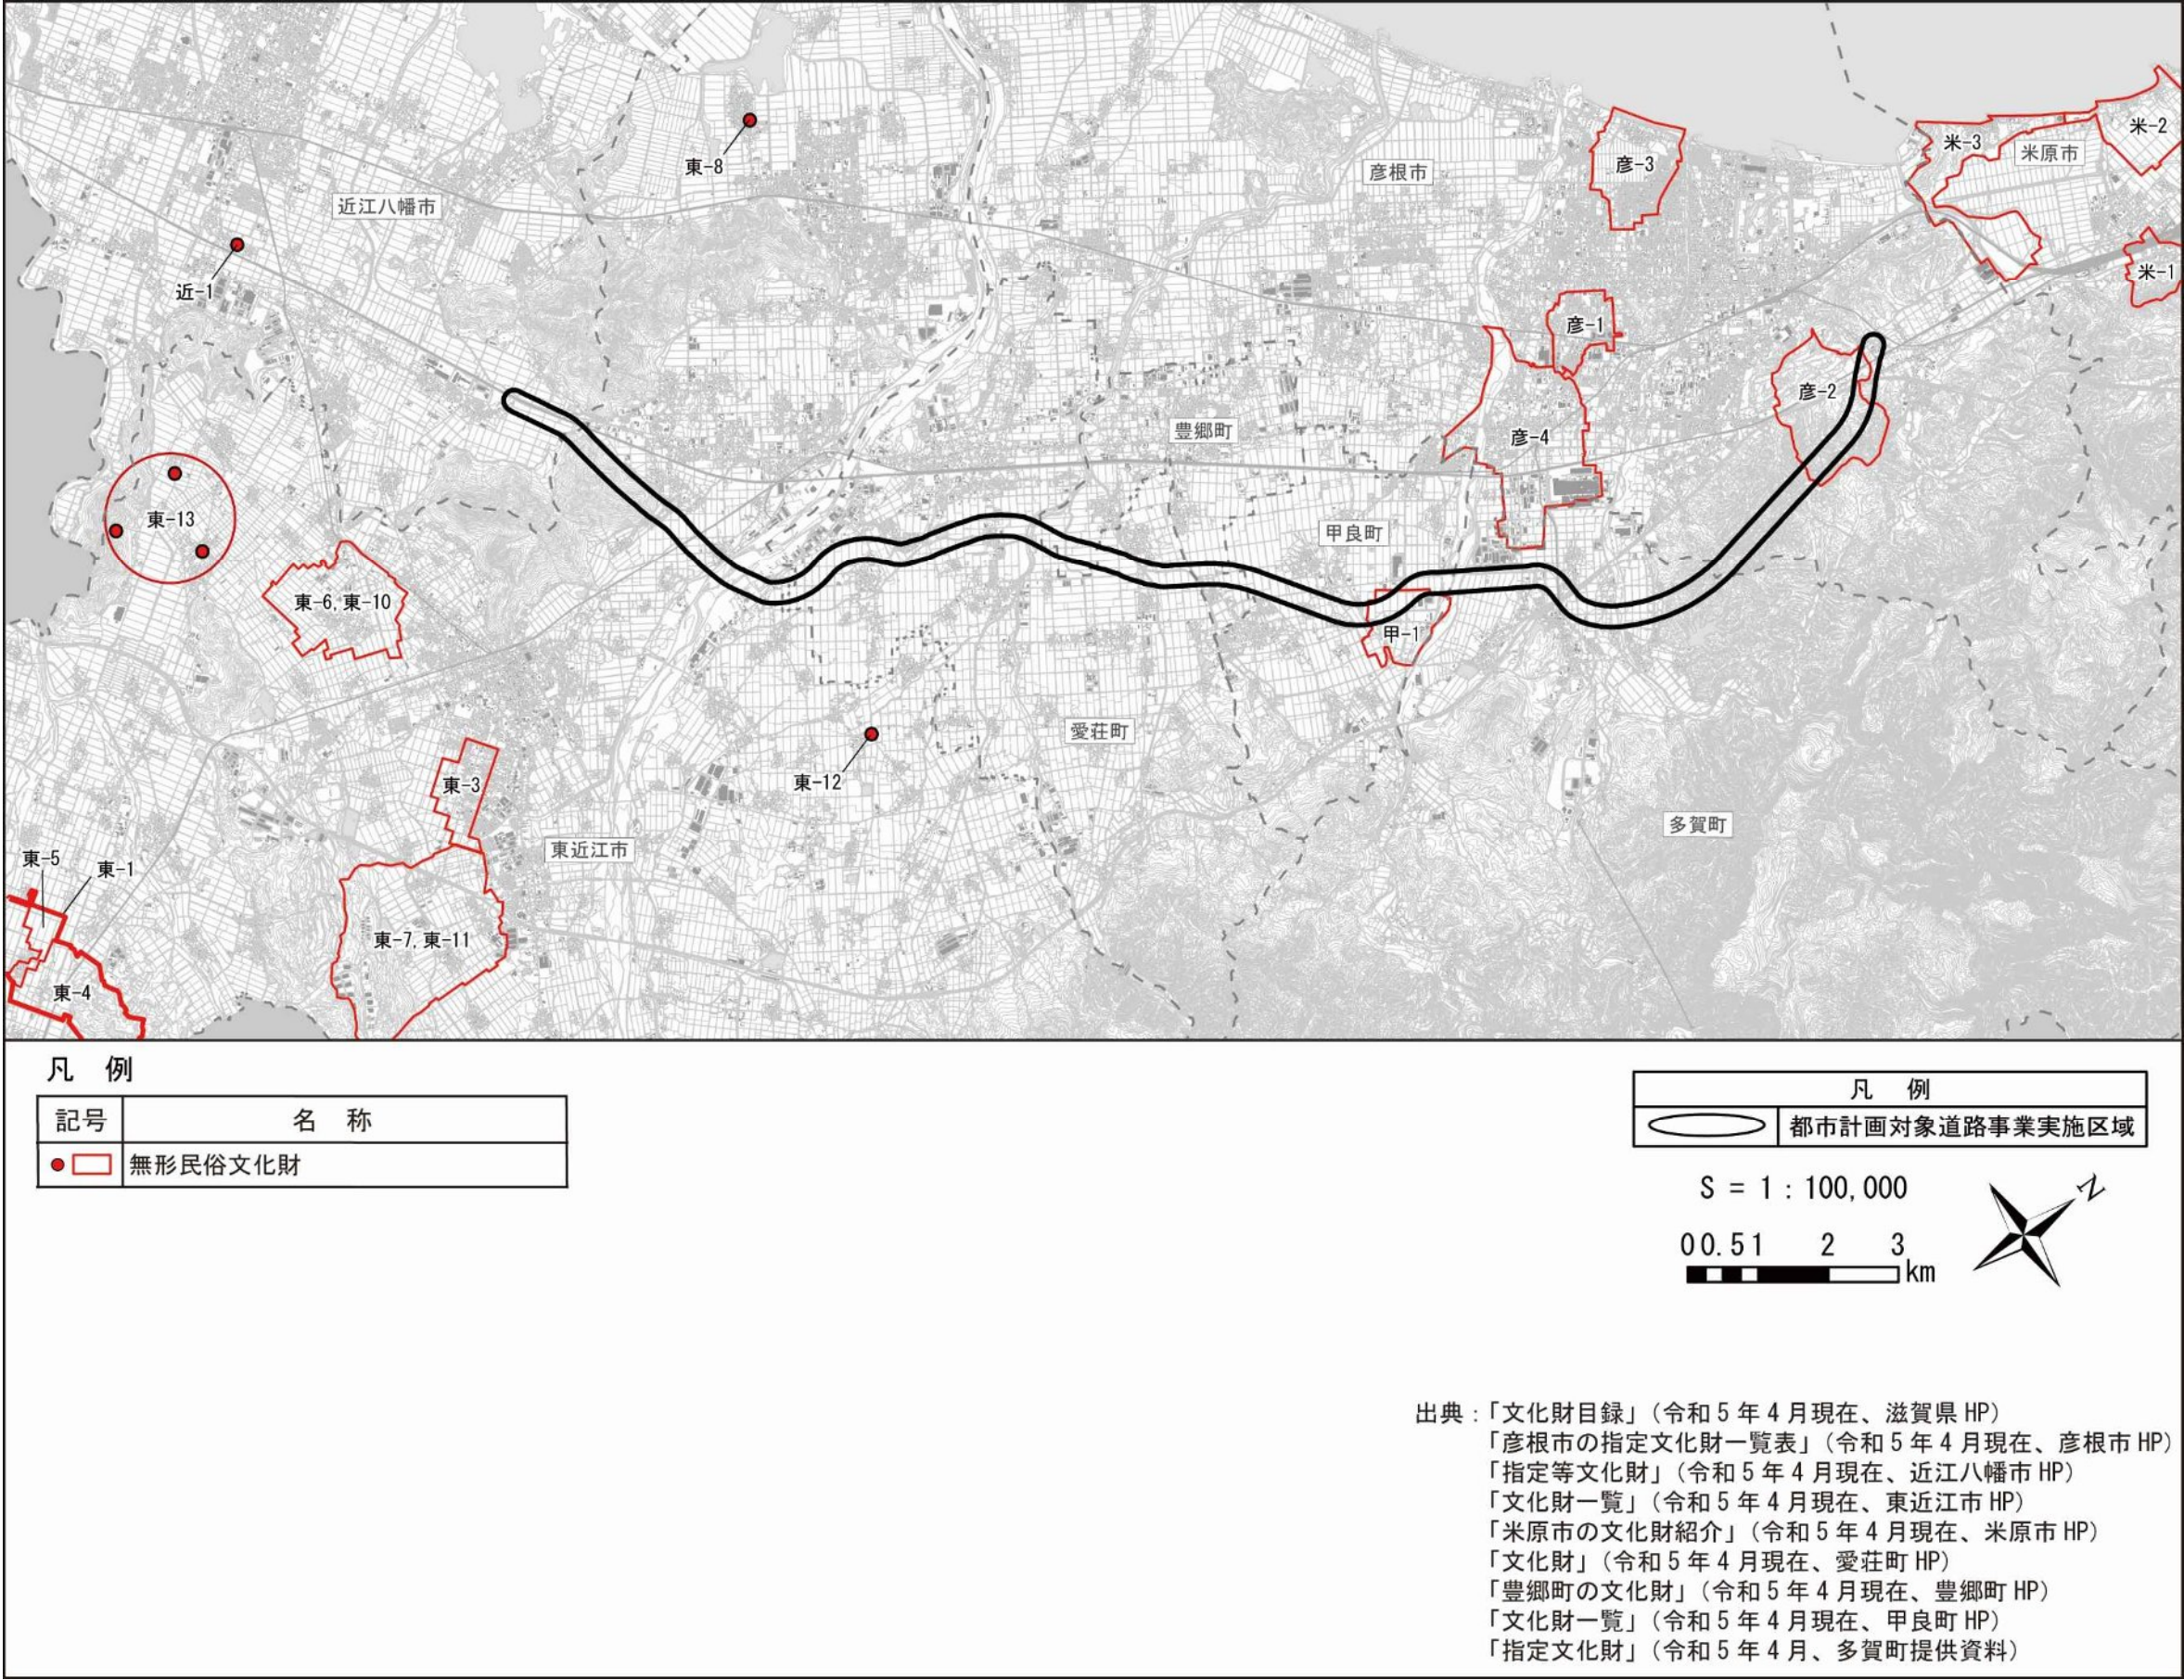 米-2
米-3
米原市
東-8
彦-3
彦根市
近江八幡市
米-1
近-1
彦-1
彦-2
豊郷町
彦-4
東-13
甲良町
東-6, 東-10
甲-1
愛荘町
東-12
東-3
多賀町
東近江市
東-5
東-1
東-7, 東-11
東-4
凡 例
記号 名 称
無形民俗文化財
凡 例
都市計画対象道路事業実施区域
S = 1 : 100,000
N
0 0.5 1 2 3
km
出典：「文化財目録」（令和５年４月現在、滋賀県 HP）
「彦根市の指定文化財一覧表」（令和５年４月現在、彦根市 HP）
「指定等文化財」（令和５年４月現在、近江八幡市 HP）
「文化財一覧」（令和５年４月現在、東近江市 HP）
「米原市の文化財紹介」（令和５年４月現在、米原市 HP）
「文化財」（令和５年４月現在、愛荘町 HP）
「豊郷町の文化財」（令和５年４月現在、豊郷町 HP）
「文化財一覧」（令和５年４月現在、甲良町 HP）
「指定文化財」（令和５年４月、多賀町提供資料）